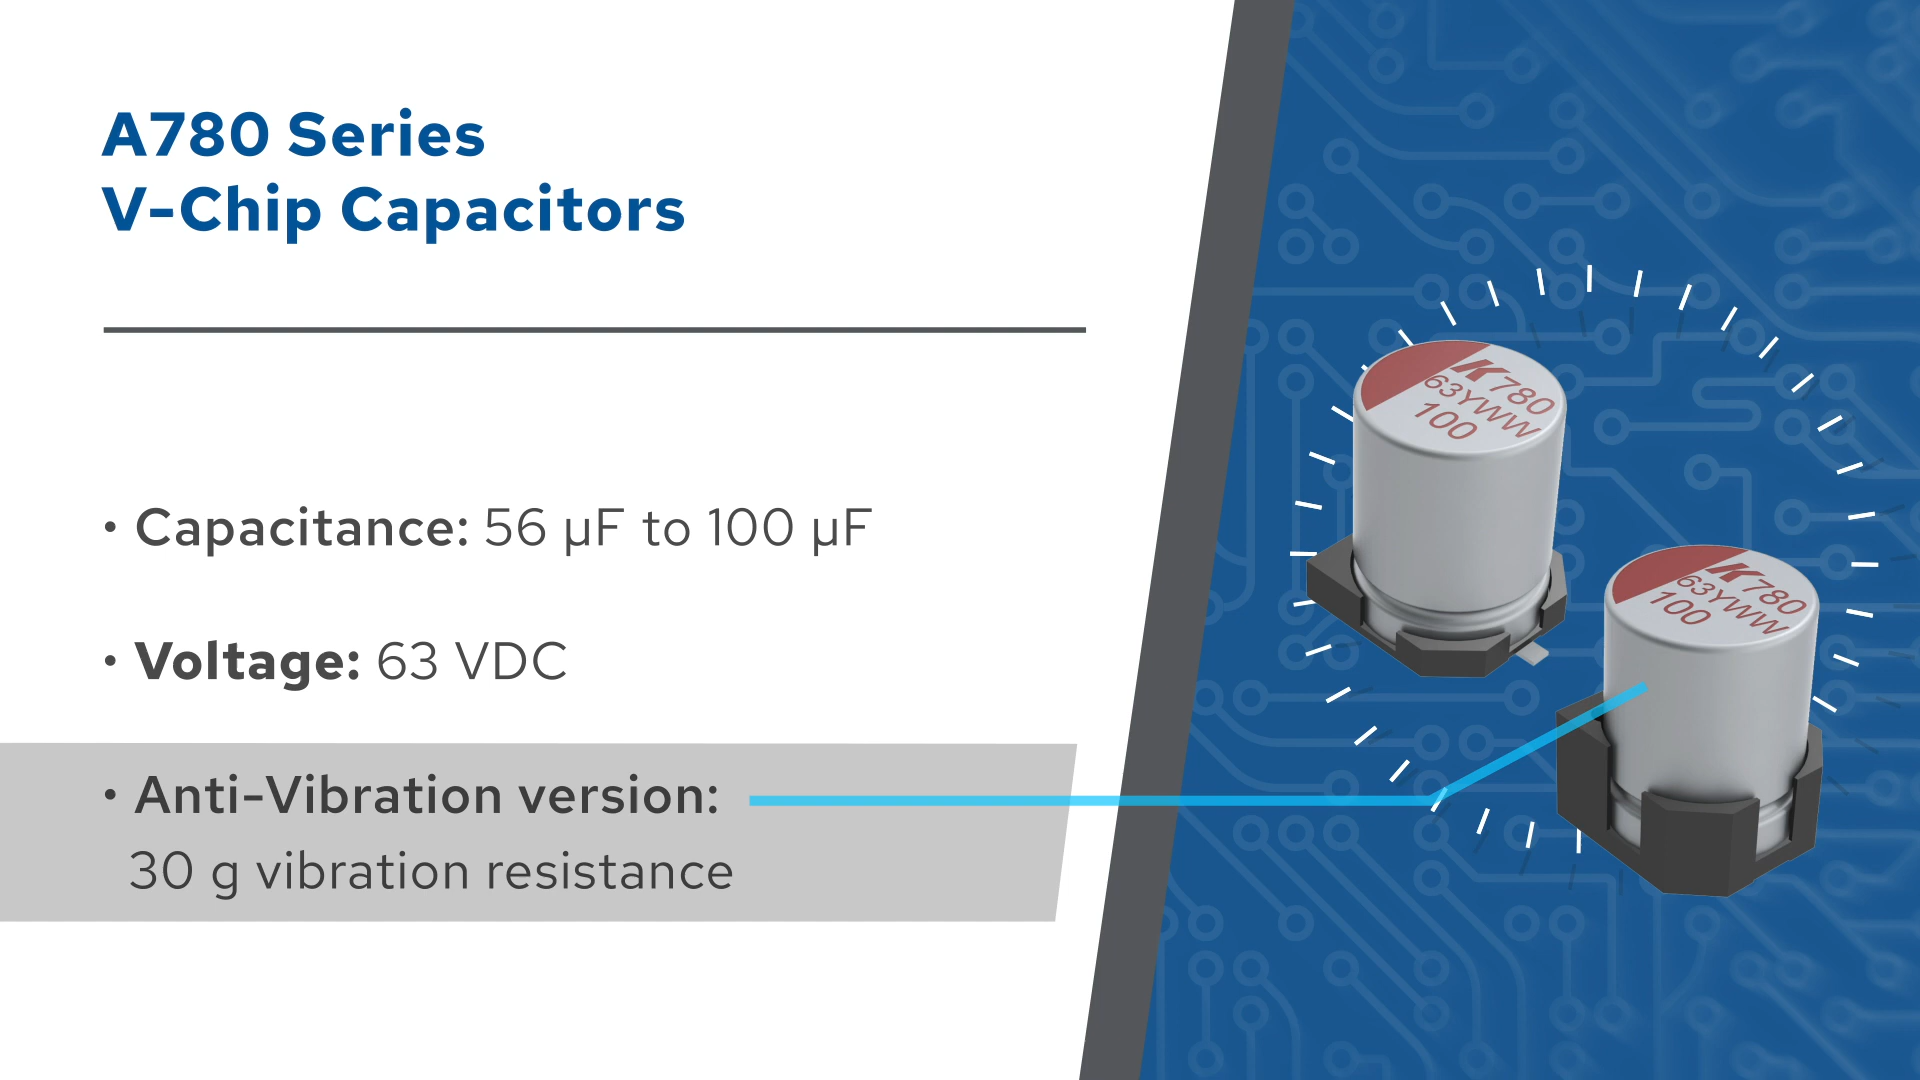 A780 Series
V-Chip Capacitors
• Capacitance: 56 µF to 100 µF
• Voltage: 63 VDC
• Anti-Vibration version:
30 g vibration resistance
K780
63YWW
100
K780
63YWW
100